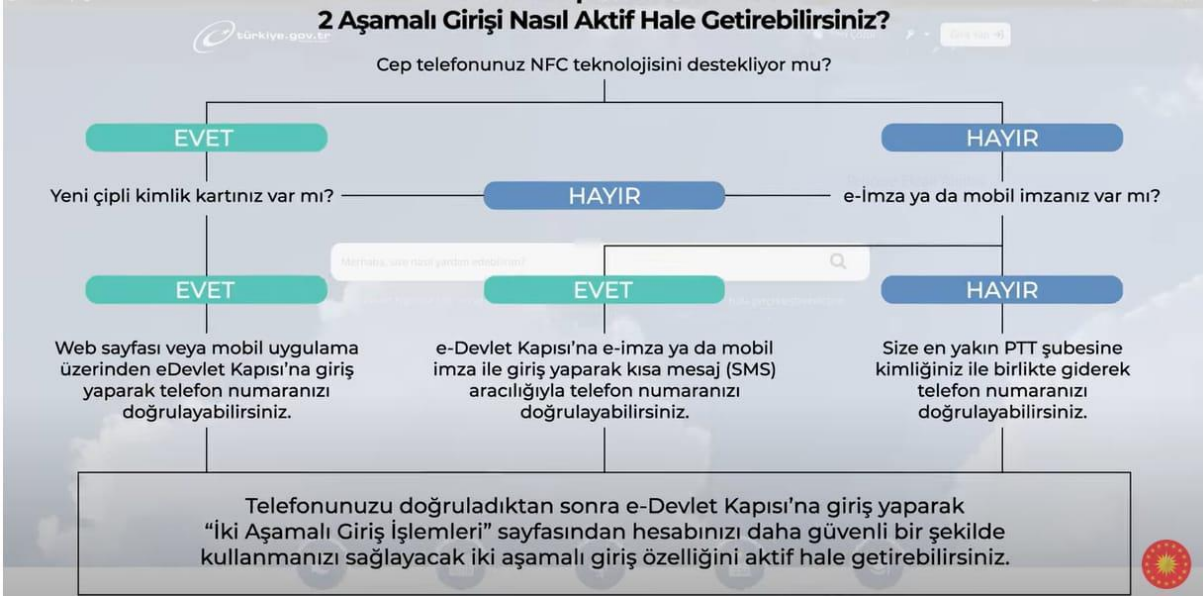 2 Aşamalı Girişi Nasıl Aktif Hale Getirebilirsiniz?
türkiye.gov.tr
Cep telefonunuz NFC teknolojisini destekliyor mu?
EVET
HAYIR
Yeni çipli kimlik kartınız var mı?
HAYIR
e-İmza ya da mobil imzanız var mı?
EVET
EVET
HAYIR
Web sayfası veya mobil uygulama
üzerinden eDevlet Kapısı'na giriş
yaparak telefon numaranızı
doğrulayabilirsiniz.
e-Devlet Kapısı'na e-imza ya da mobil
imza ile giriş yaparak kısa mesaj (SMS)
aracılığıyla telefon numaranızı
doğrulayabilirsiniz.
Size en yakın PTT şubesine
kimliğiniz ile birlikte giderek
telefon numaranızı
doğrulayabilirsiniz.
Telefonunuzu doğruladıktan sonra e-Devlet Kapısı'na giriş yaparak
“İki Aşamalı Giriş İşlemleri” sayfasından hesabınızı daha güvenli bir şekilde
kullanmanızı sağlayacak iki aşamalı giriş özelliğini aktif hale getirebilirsiniz.